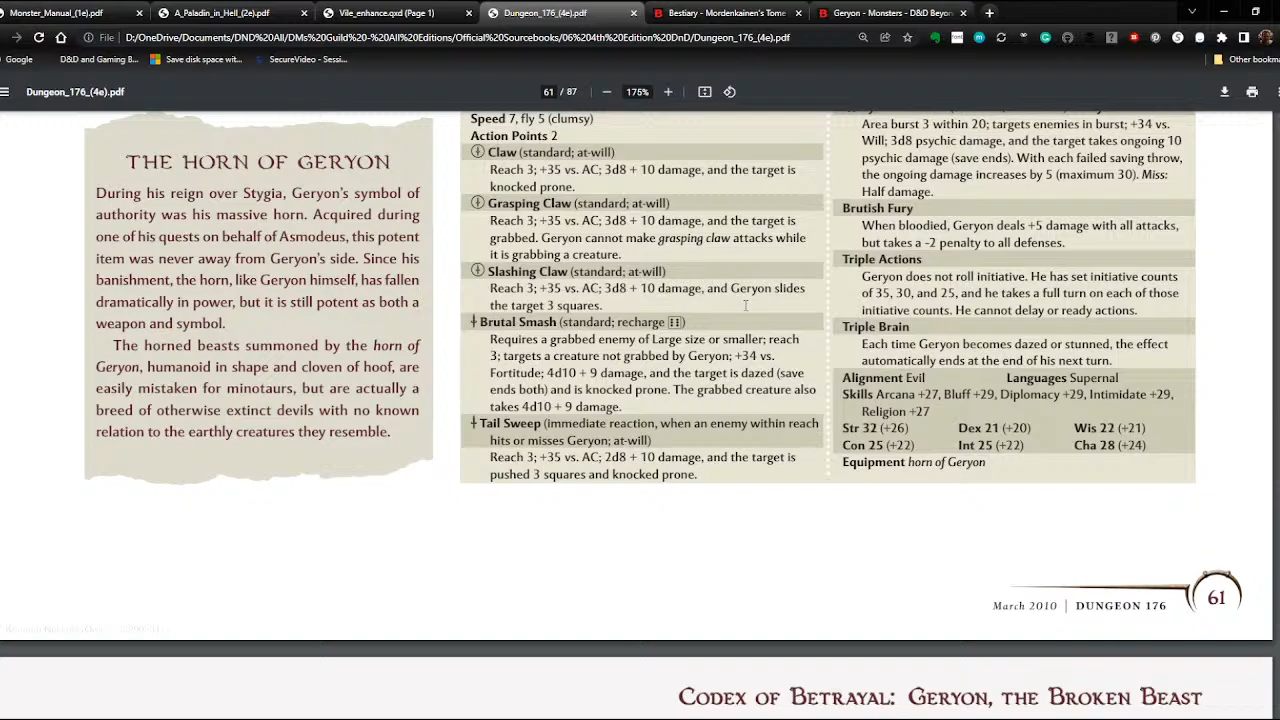 Monster_Manual_(1e).pdf
A_Paladin_in_Hell_(2e).pdf
Vile_enhance.qxd (Page 1)
Dungeon_176_(4e).pdf
Bestiary - Mordenkainen's Tome
Geryon - Monsters - D&D Beyon
File
D:/OneDrive/Documents/DND%20All/DMs%20Guild%20-%20All%20Editions/Official%20Sourcebooks/06%204th%20Edition%20DnD/Dungeon_176_(4e).pdf
Google
D&D and Gaming B...
Save disk space wit...
SecureVideo - Sessi...
Other bookma
Dungeon_176_(4e).pdf
61 / 87
175%
THE HORN OF GERYON
During his reign over Stygia, Geryon's symbol of
authority was his massive horn. Acquired during
one of his quests on behalf of Asmodeus, this potent
item was never away from Geryon's side. Since his
banishment, the horn, like Geryon himself, has fallen
dramatically in power, but it is still potent as both a
weapon and symbol.
The horned beasts summoned by the horn of
Geryon, humanoid in shape and cloven of hoof, are
easily mistaken for minotaurs, but are actually a
breed of otherwise extinct devils with no known
relation to the earthly creatures they resemble.
Speed 7, fly 5 (clumsy)
Action Points 2
Claw (standard; at-will)
Reach 3; +35 vs. AC; 3d8 + 10 damage, and the target is
knocked prone.
Grasping Claw (standard; at-will)
Reach 3; +35 vs. AC; 3d8 + 10 damage, and the target is
grabbed. Geryon cannot make grasping claw attacks while
it is grabbing a creature.
Slashing Claw (standard; at-will)
Reach 3; +35 vs. AC; 3d8 + 10 damage, and Geryon slides
the target 3 squares.
Brutal Smash (standard; recharge ⚅)
Requires a grabbed enemy of Large size or smaller; reach
3; targets a creature not grabbed by Geryon; +34 vs.
Fortitude; 4d10 + 9 damage, and the target is dazed (save
ends both) and is knocked prone. The grabbed creature also
takes 4d10 + 9 damage.
Tail Sweep (immediate reaction, when an enemy within reach
hits or misses Geryon; at-will)
Reach 3; +35 vs. AC; 2d8 + 10 damage, and the target is
pushed 3 squares and knocked prone.
Area burst 3 within 20; targets enemies in burst; +34 vs.
Will; 3d8 psychic damage, and the target takes ongoing 10
psychic damage (save ends). With each failed saving throw,
the ongoing damage increases by 5 (maximum 30). Miss:
Half damage.
Brutish Fury
When bloodied, Geryon deals +5 damage with all attacks,
but takes a -2 penalty to all defenses.
Triple Actions
Geryon does not roll initiative. He has set initiative counts
of 35, 30, and 25, and he takes a full turn on each of those
initiative counts. He cannot delay or ready actions.
Triple Brain
Each time Geryon becomes dazed or stunned, the effect
automatically ends at the end of his next turn.
Alignment Evil Languages Supernal
Skills Arcana +27, Bluff +29, Diplomacy +29, Intimidate +29,
Religion +27
Str 32 (+26) Dex 21 (+20) Wis 22 (+21)
Con 25 (+22) Int 25 (+22) Cha 28 (+24)
Equipment horn of Geryon
March 2010 | DUNGEON 176
61
CODEX OF BETRAYAL: GERYON, THE BROKEN BEAST